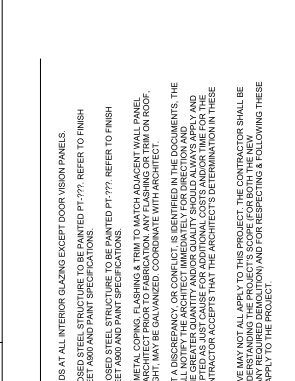 DS AT ALL INTERIOR GLAZING EXCEPT DOOR VISION PANELS.
OSED STEEL STRUCTURE TO BE PAINTED PT-???. REFER TO FINISH
EET A900 AND PAINT SPECIFICATIONS.
OSED STEEL STRUCTURE TO BE PAINTED PT-???. REFER TO FINISH
EET A900 AND PAINT SPECIFICATIONS.
METAL COPING, FLASHING & TRIM TO MATCH ADJACENT WALL PANEL
ARCHITECT PRIOR TO FABRICATION. ANY FLASHING OR TRIM ON ROOF,
GHT, MAY BE GALVANIZED. COORDINATE WITH ARCHITECT.
T A DISCREPANCY, OR CONFLICT, IS IDENTIFIED IN THE DOCUMENTS, THE
LL NOTIFY THE ARCHITECT IMMEDIATELY FOR DIRECTION AND
E GREATER QUANTITY AND/OR QUALITY SHOULD ALWAYS APPLY AND
PTED AS JUST CAUSE FOR ADDITIONAL COSTS AND/OR TIME FOR THE
NTRACTOR ACCEPTS THAT THE ARCHITECT'S DETERMINATION IN THESE
VE MAY NOT ALL APPLY TO THIS PROJECT. THE CONTRACTOR SHALL BE
ERSTANDING THE PROJECT'S SCOPE (FOR BOTH THE NEW
ANY REQUIRED DEMOLITION) AND FOR RESPECTING & FOLLOWING THESE
APPLY TO THE PROJECT.